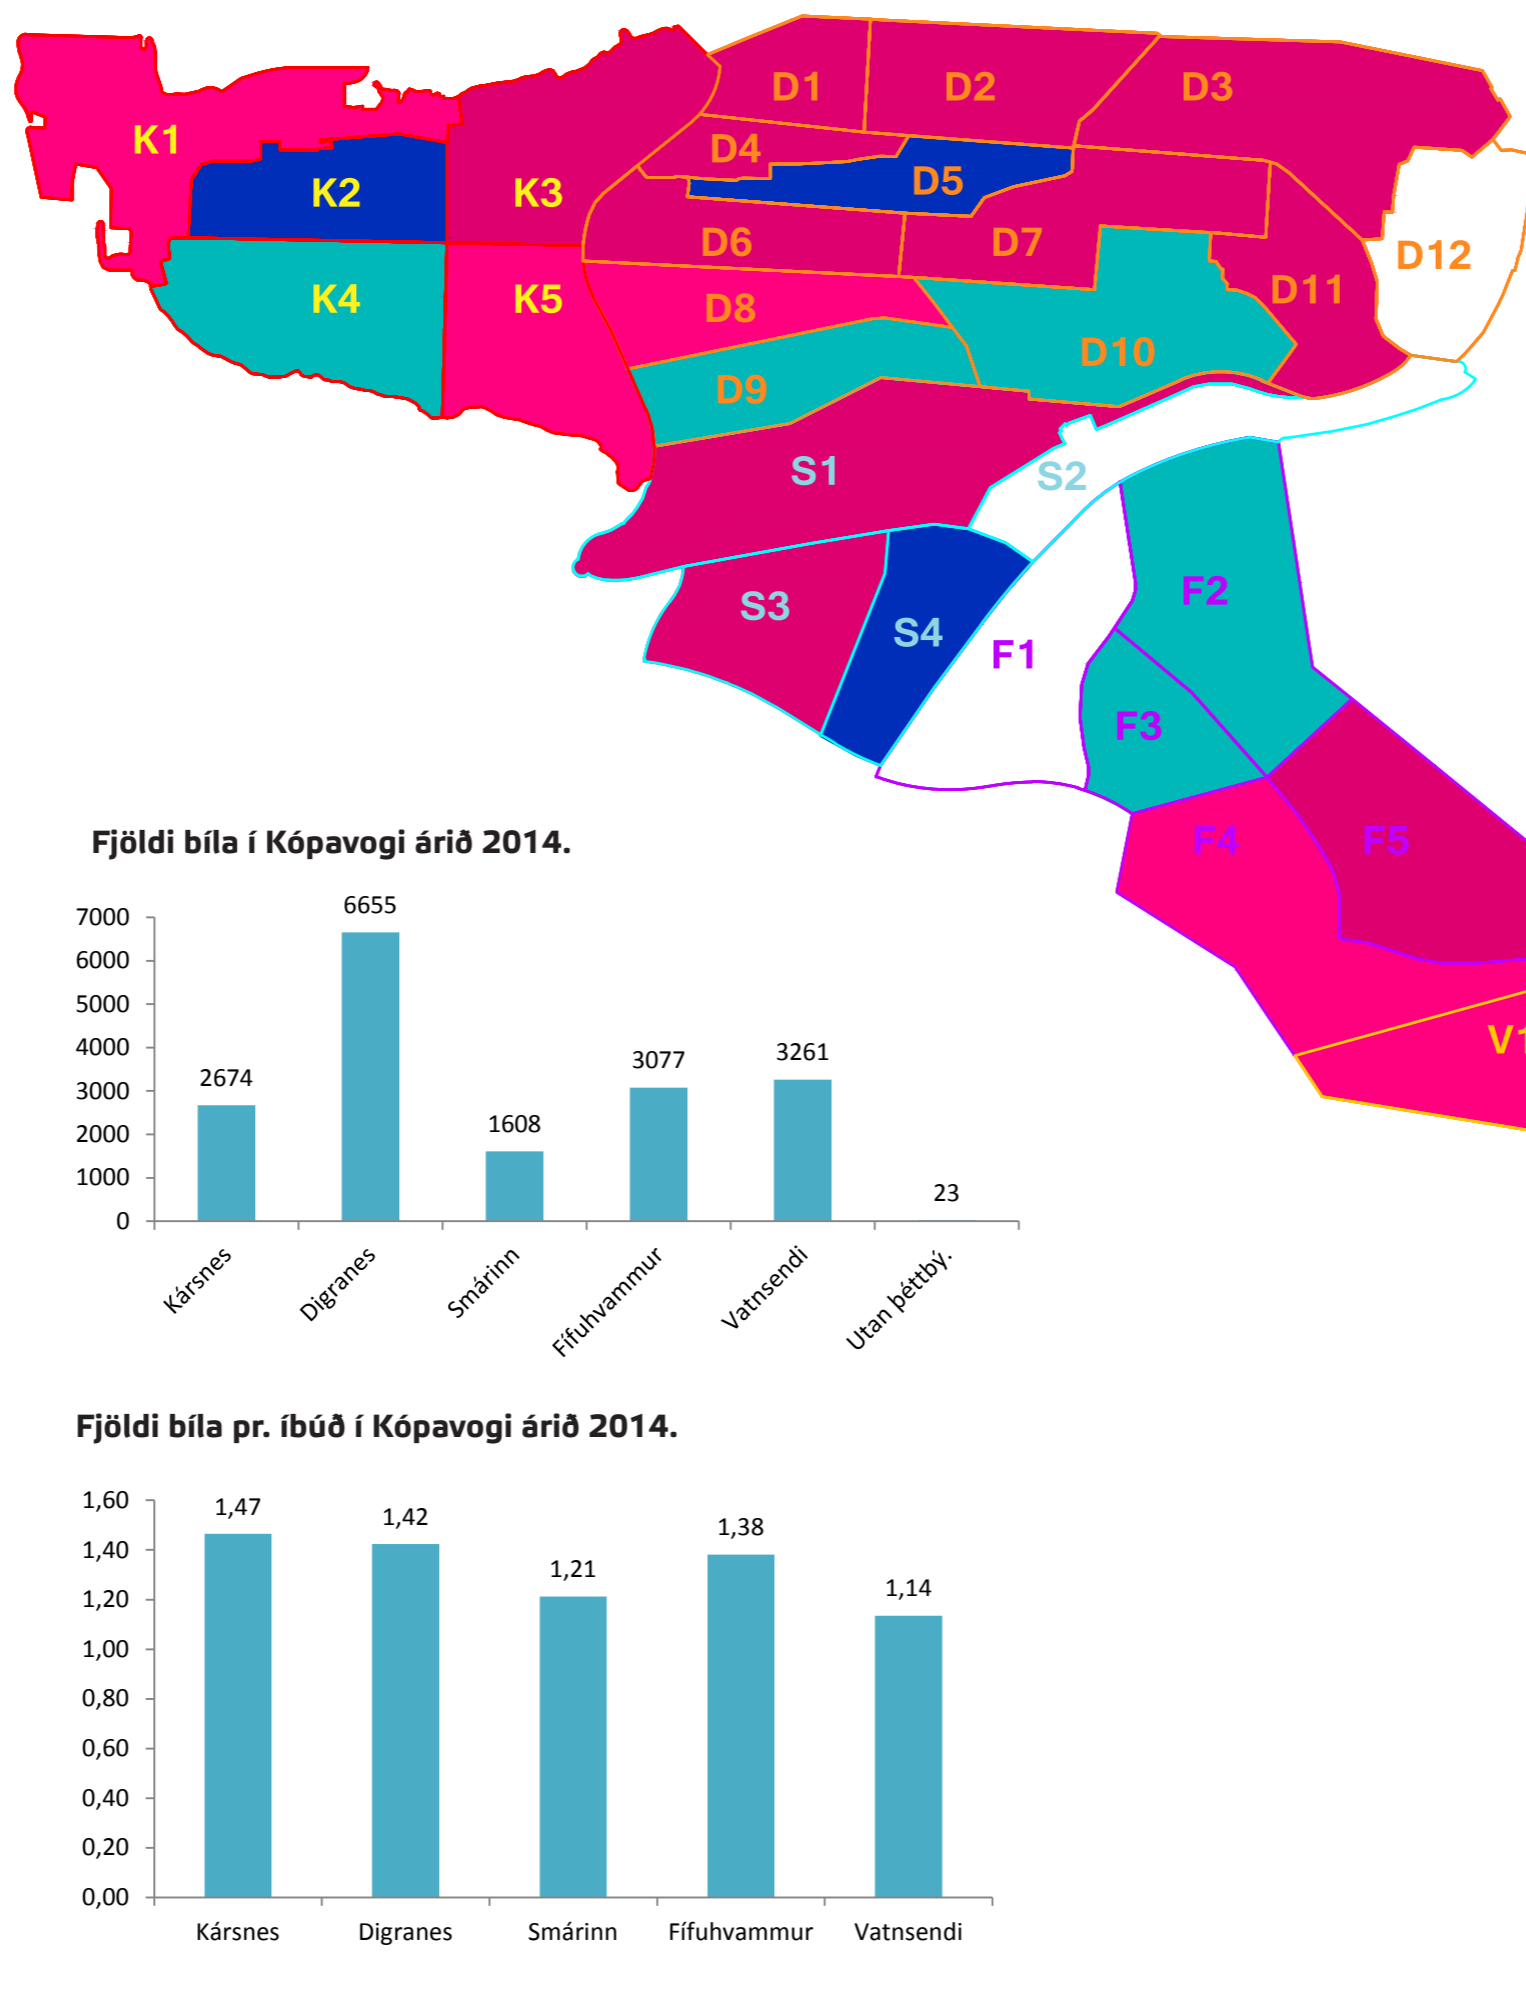 D1
D2
D3
K1
D4
D5
K2
K3
D6
D7
D12
K4
K5
D8
D11
D10
D9
S1
S2
F2
S3
S4
F1
F3
F4
F5
V1
Fjöldi bíla í Kópavogi árið 2014.
7000
6000
5000
4000
3000
2000
1000
0
2674
6655
1608
3077
3261
23
Kársnes
Digranes
Smárinn
Fífuhvammur
Vatnsendi
Utan þéttbý.
Fjöldi bíla pr. íbúð í Kópavogi árið 2014.
1,60
1,40
1,20
1,00
0,80
0,60
0,40
0,20
0,00
1,47
1,42
1,21
1,38
1,14
Kársnes
Digranes
Smárinn
Fífuhvammur
Vatnsendi